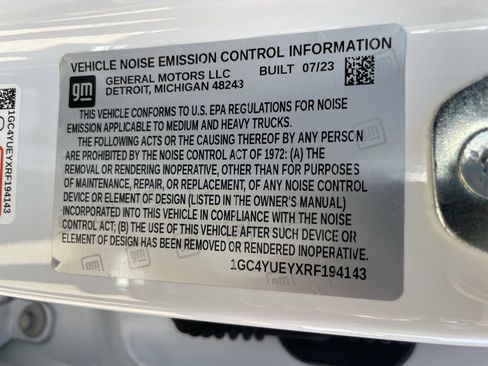 VEHICLE NOISE EMISSION CONTROL INFORMATION
gm
GENERAL MOTORS LLC BUILT 07/23
DETROIT, MICHIGAN 48243
THIS VEHICLE CONFORMS TO U.S. EPA REGULATIONS FOR NOISE
EMISSION APPLICABLE TO MEDIUM AND HEAVY TRUCKS.
THE FOLLOWING ACTS OR THE CAUSING THEREOF BY ANY PERSON
ARE PROHIBITED BY THE NOISE CONTROL ACT OF 1972: (A) THE
REMOVAL OR RENDERING INOPERATIVE, OTHER THAN FOR PURPOSES
OF MAINTENANCE, REPAIR, OR REPLACEMENT, OF ANY NOISE CONTROL
DEVICE OR ELEMENT OF DESIGN (LISTED IN THE OWNER'S MANUAL)
INCORPORATED INTO THIS VEHICLE IN COMPLIANCE WITH THE NOISE
CONTROL ACT; (B) THE USE OF THIS VEHICLE AFTER SUCH DEVICE OR
ELEMENT OF DESIGN HAS BEEN REMOVED OR RENDERED INOPERATIVE.
1GC4YUEYXRF194143
1GC4YUEYXRF194143